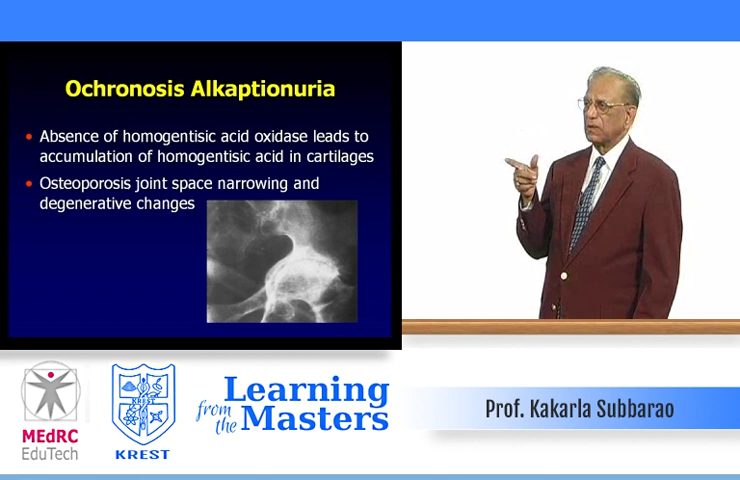 Ochronosis Alkaptionuria
• Absence of homogentisic acid oxidase leads to
accumulation of homogentisic acid in cartilages
• Osteoporosis joint space narrowing and
degenerative changes
MEdRC
EduTech
KREST
KREST
Learning
from the
Masters
Prof. Kakarla Subbarao